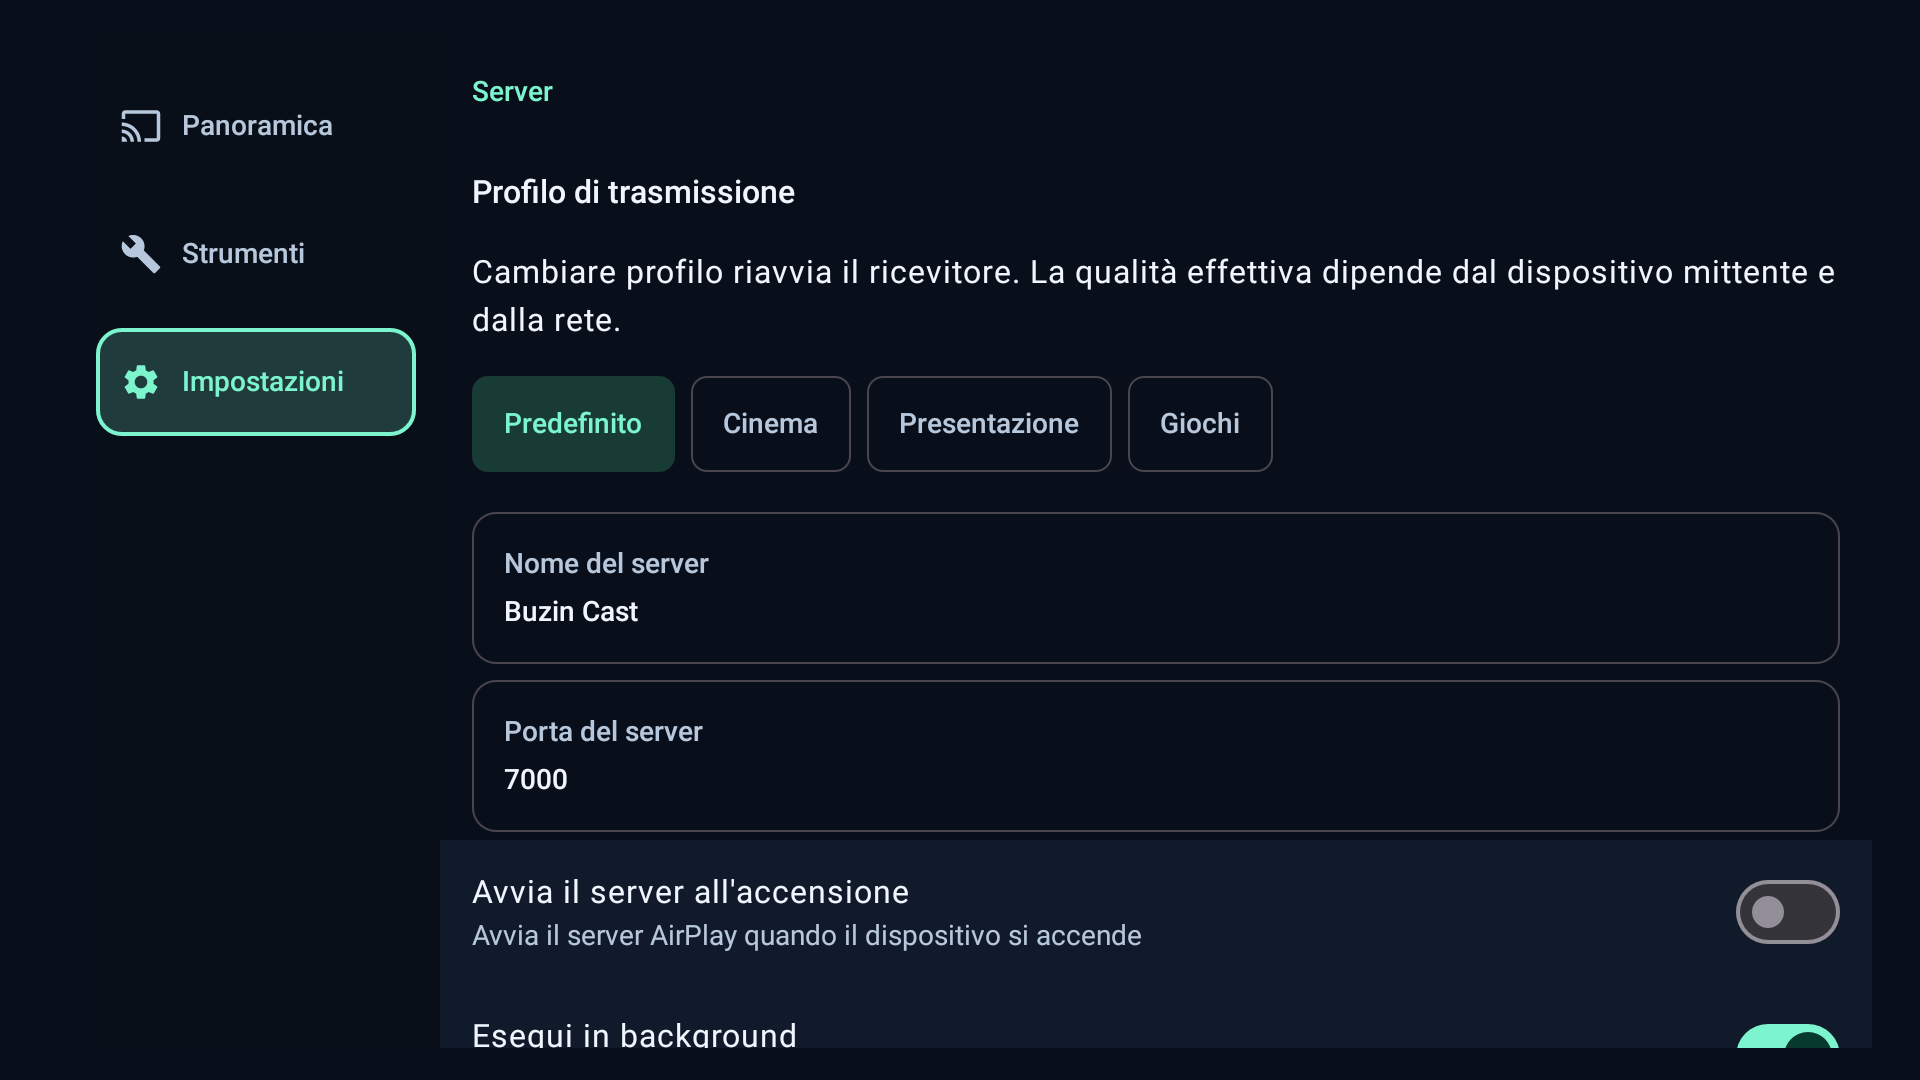 Panoramica
Strumenti
Impostazioni
Server
Profilo di trasmissione
Cambiare profilo riavvia il ricevitore. La qualità effettiva dipende dal dispositivo mittente e
dalla rete.
Predefinito
Cinema
Presentazione
Giochi
Nome del server
Buzin Cast
Porta del server
7000
Avvia il server all'accensione
Avvia il server AirPlay quando il dispositivo si accende
Esegui in background